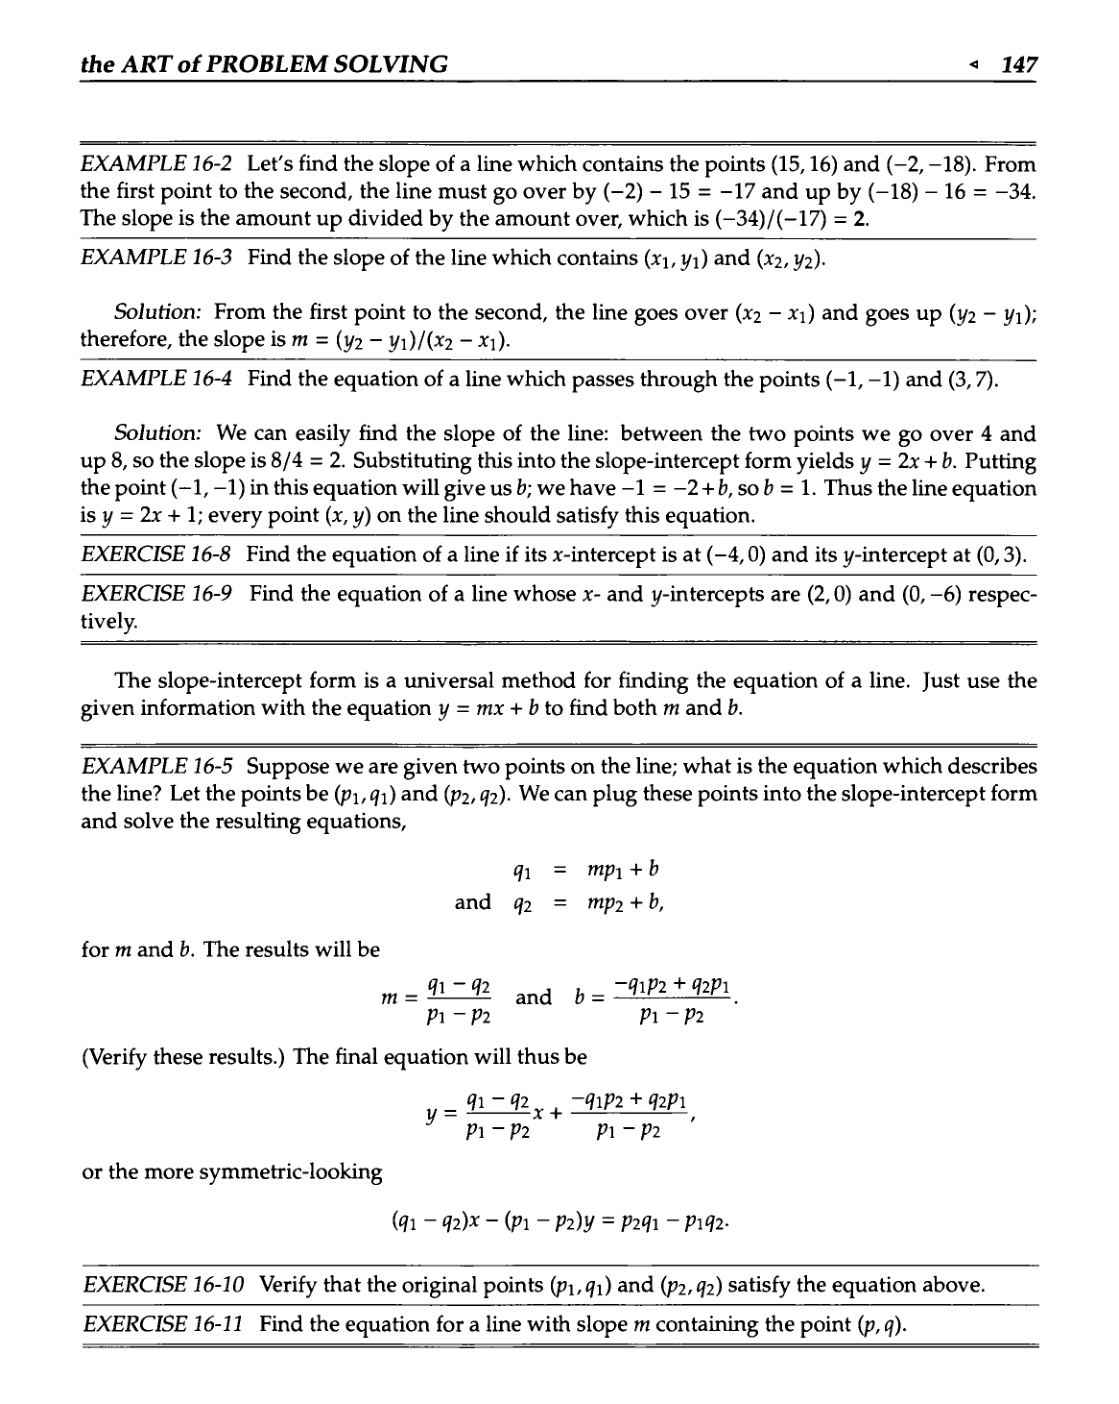 the ART of PROBLEM SOLVING ◃ 147
EXAMPLE 16-2 Let's find the slope of a line which contains the points (15, 16) and (−2, −18). From
the first point to the second, the line must go over by (−2) − 15 = −17 and up by (−18) − 16 = −34.
The slope is the amount up divided by the amount over, which is (−34)/(−17) = 2.
EXAMPLE 16-3 Find the slope of the line which contains (x₁, y₁) and (x₂, y₂).
Solution: From the first point to the second, the line goes over (x₂ − x₁) and goes up (y₂ − y₁);
therefore, the slope is m = (y₂ − y₁)/(x₂ − x₁).
EXAMPLE 16-4 Find the equation of a line which passes through the points (−1, −1) and (3, 7).
Solution: We can easily find the slope of the line: between the two points we go over 4 and
up 8, so the slope is 8/4 = 2. Substituting this into the slope-intercept form yields y = 2x + b. Putting
the point (−1, −1) in this equation will give us b; we have −1 = −2 + b, so b = 1. Thus the line equation
is y = 2x + 1; every point (x, y) on the line should satisfy this equation.
EXERCISE 16-8 Find the equation of a line if its x-intercept is at (−4, 0) and its y-intercept at (0, 3).
EXERCISE 16-9 Find the equation of a line whose x- and y-intercepts are (2, 0) and (0, −6) respec-
tively.
The slope-intercept form is a universal method for finding the equation of a line. Just use the
given information with the equation y = mx + b to find both m and b.
EXAMPLE 16-5 Suppose we are given two points on the line; what is the equation which describes
the line? Let the points be (p₁, q₁) and (p₂, q₂). We can plug these points into the slope-intercept form
and solve the resulting equations,
q₁ = mp₁ + b
and q₂ = mp₂ + b,
for m and b. The results will be
m = (q₁ − q₂)/(p₁ − p₂) and b = (−q₁p₂ + q₂p₁)/(p₁ − p₂).
(Verify these results.) The final equation will thus be
y = (q₁ − q₂)/(p₁ − p₂) x + (−q₁p₂ + q₂p₁)/(p₁ − p₂),
or the more symmetric-looking
(q₁ − q₂)x − (p₁ − p₂)y = p₂q₁ − p₁q₂.
EXERCISE 16-10 Verify that the original points (p₁, q₁) and (p₂, q₂) satisfy the equation above.
EXERCISE 16-11 Find the equation for a line with slope m containing the point (p, q).